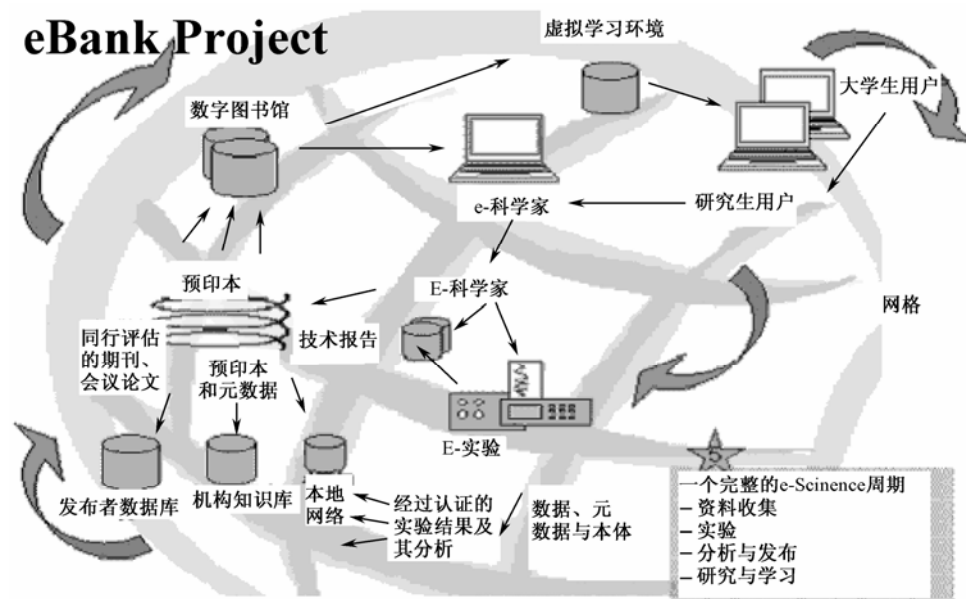 eBank Project
虚拟学习环境
数字图书馆
大学生用户
e-科学家
研究生用户
预印本
E-科学家
网格
同行评估
的期刊、
会议论文
技术报告
预印本
和元数据
E-实验
发布者数据库
机构知识库
本地
网络
经过认证的
实验结果及
其分析
数据、元
数据与本体
5
一个完整的e-Scinence周期
– 资料收集
– 实验
– 分析与发布
– 研究与学习